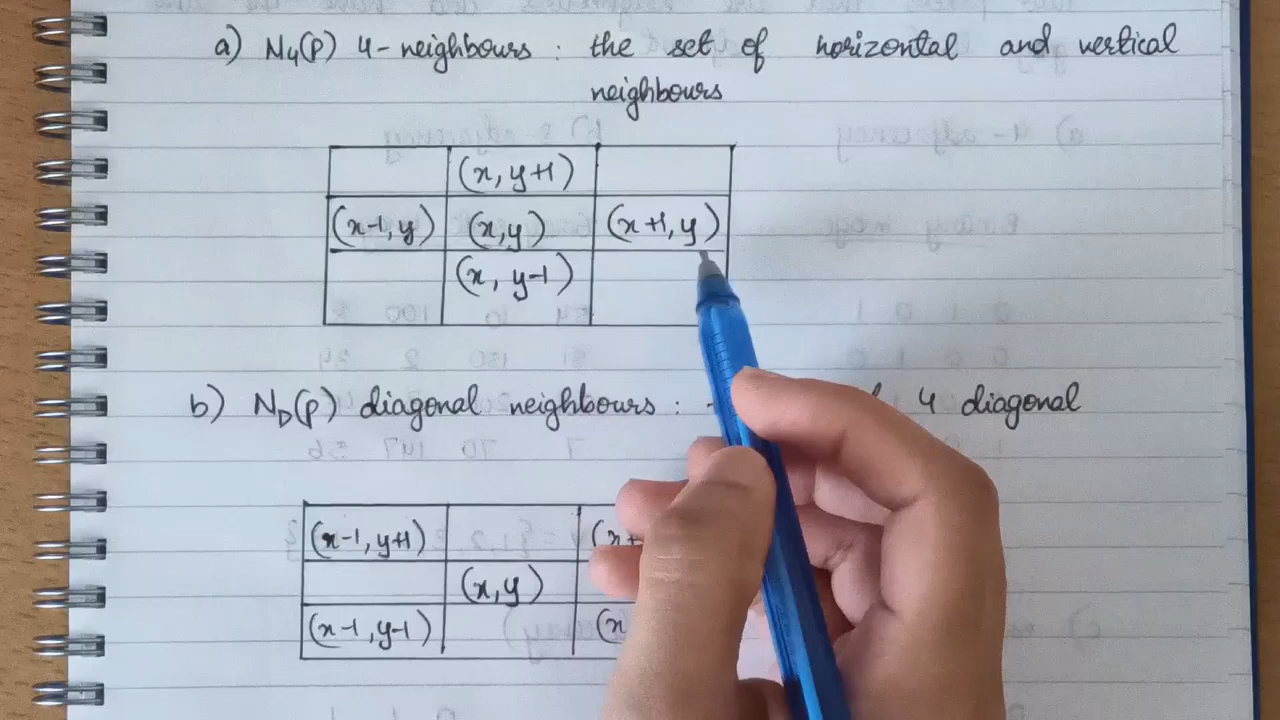 a) N4(p) 4-neighbours : the set of horizontal and vertical
neighbours
(x, y+1)
(x-1, y) (x,y) (x+1, y)
(x, y-1)
b) ND(p) diagonal neighbours : 4 diagonal
(x-1, y+1)
(x,y)
(x-1, y-1)